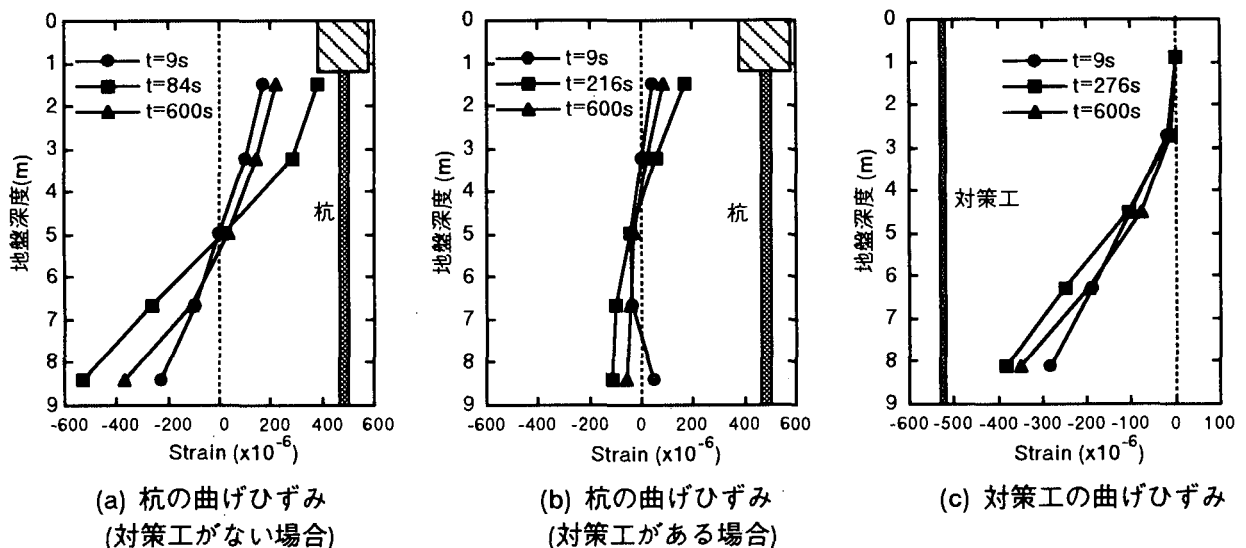 0
1
2
3
4
5
6
7
8
9
地盤深度(m)
t=9s
t=84s
t=600s
杭
-600 -400 -200 0 200 400 600
Strain (x10⁻⁶)
(a) 杭の曲げひずみ
(対策工がない場合)
0
1
2
3
4
5
6
7
8
9
地盤深度(m)
t=9s
t=216s
t=600s
杭
-600 -400 -200 0 200 400 600
Strain (x10⁻⁶)
(b) 杭の曲げひずみ
(対策工がある場合)
0
1
2
3
4
5
6
7
8
9
地盤深度(m)
t=9s
t=276s
t=600s
対策工
-600 -500 -400 -300 -200 -100 0 100
Strain (x10⁻⁶)
(c) 対策工の曲げひずみ